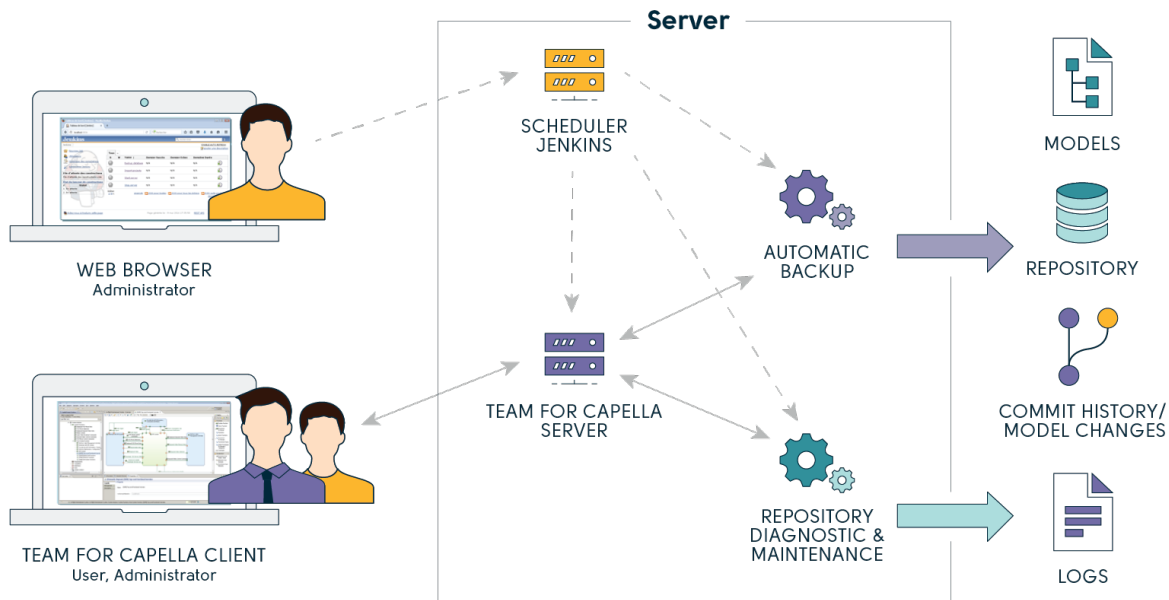 Server
SCHEDULER
JENKINS
MODELS
WEB BROWSER
Administrator
AUTOMATIC
BACKUP
REPOSITORY
TEAM FOR CAPELLA
SERVER
COMMIT HISTORY/
MODEL CHANGES
TEAM FOR CAPELLA CLIENT
User, Administrator
REPOSITORY
DIAGNOSTIC &
MAINTENANCE
LOGS